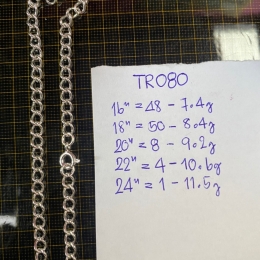 TRO80
16" = 48 - 7.4g
18" = 50 - 8.4g
20" = 8 - 9.2g
22" = 4 - 10.6g
24" = 1 - 11.5g